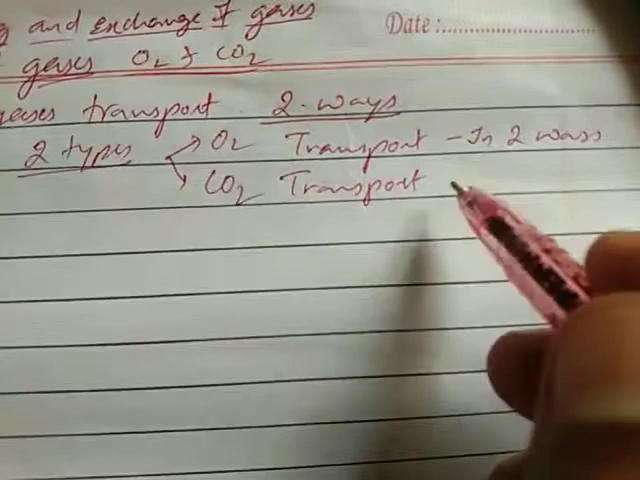 and exchange of gases
Date:
gases O2 & CO2
gases transport. 2 ways
2 types → O2 Transport - In 2 ways
→ CO2 Transport